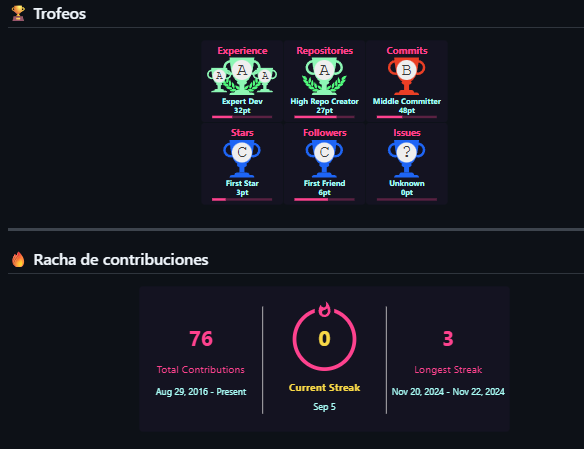 Trofeos
Experience Repositories Commits
A A A A B
Expert Dev High Repo Creator Middle Committer
32pt 27pt 48pt
Stars Followers Issues
C C ?
First Star First Friend Unknown
3pt 6pt 0pt
Racha de contribuciones
76 0 3
Total Contributions Current Streak Longest Streak
Aug 29, 2016 - Present Sep 5 Nov 20, 2024 - Nov 22, 2024